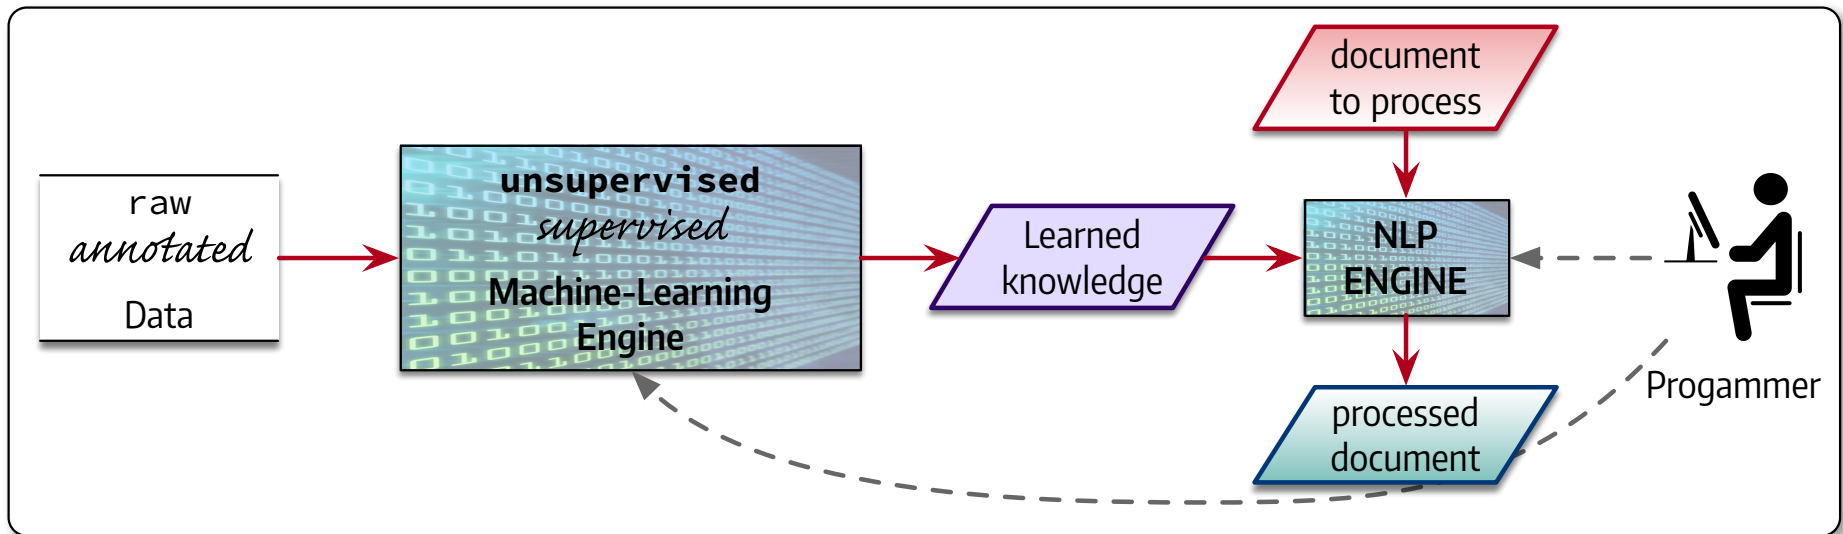 raw
annotated
Data
unsupervised
supervised
Machine-Learning
Engine
Learned
knowledge
document
to process
NLP
ENGINE
processed
document
Progammer